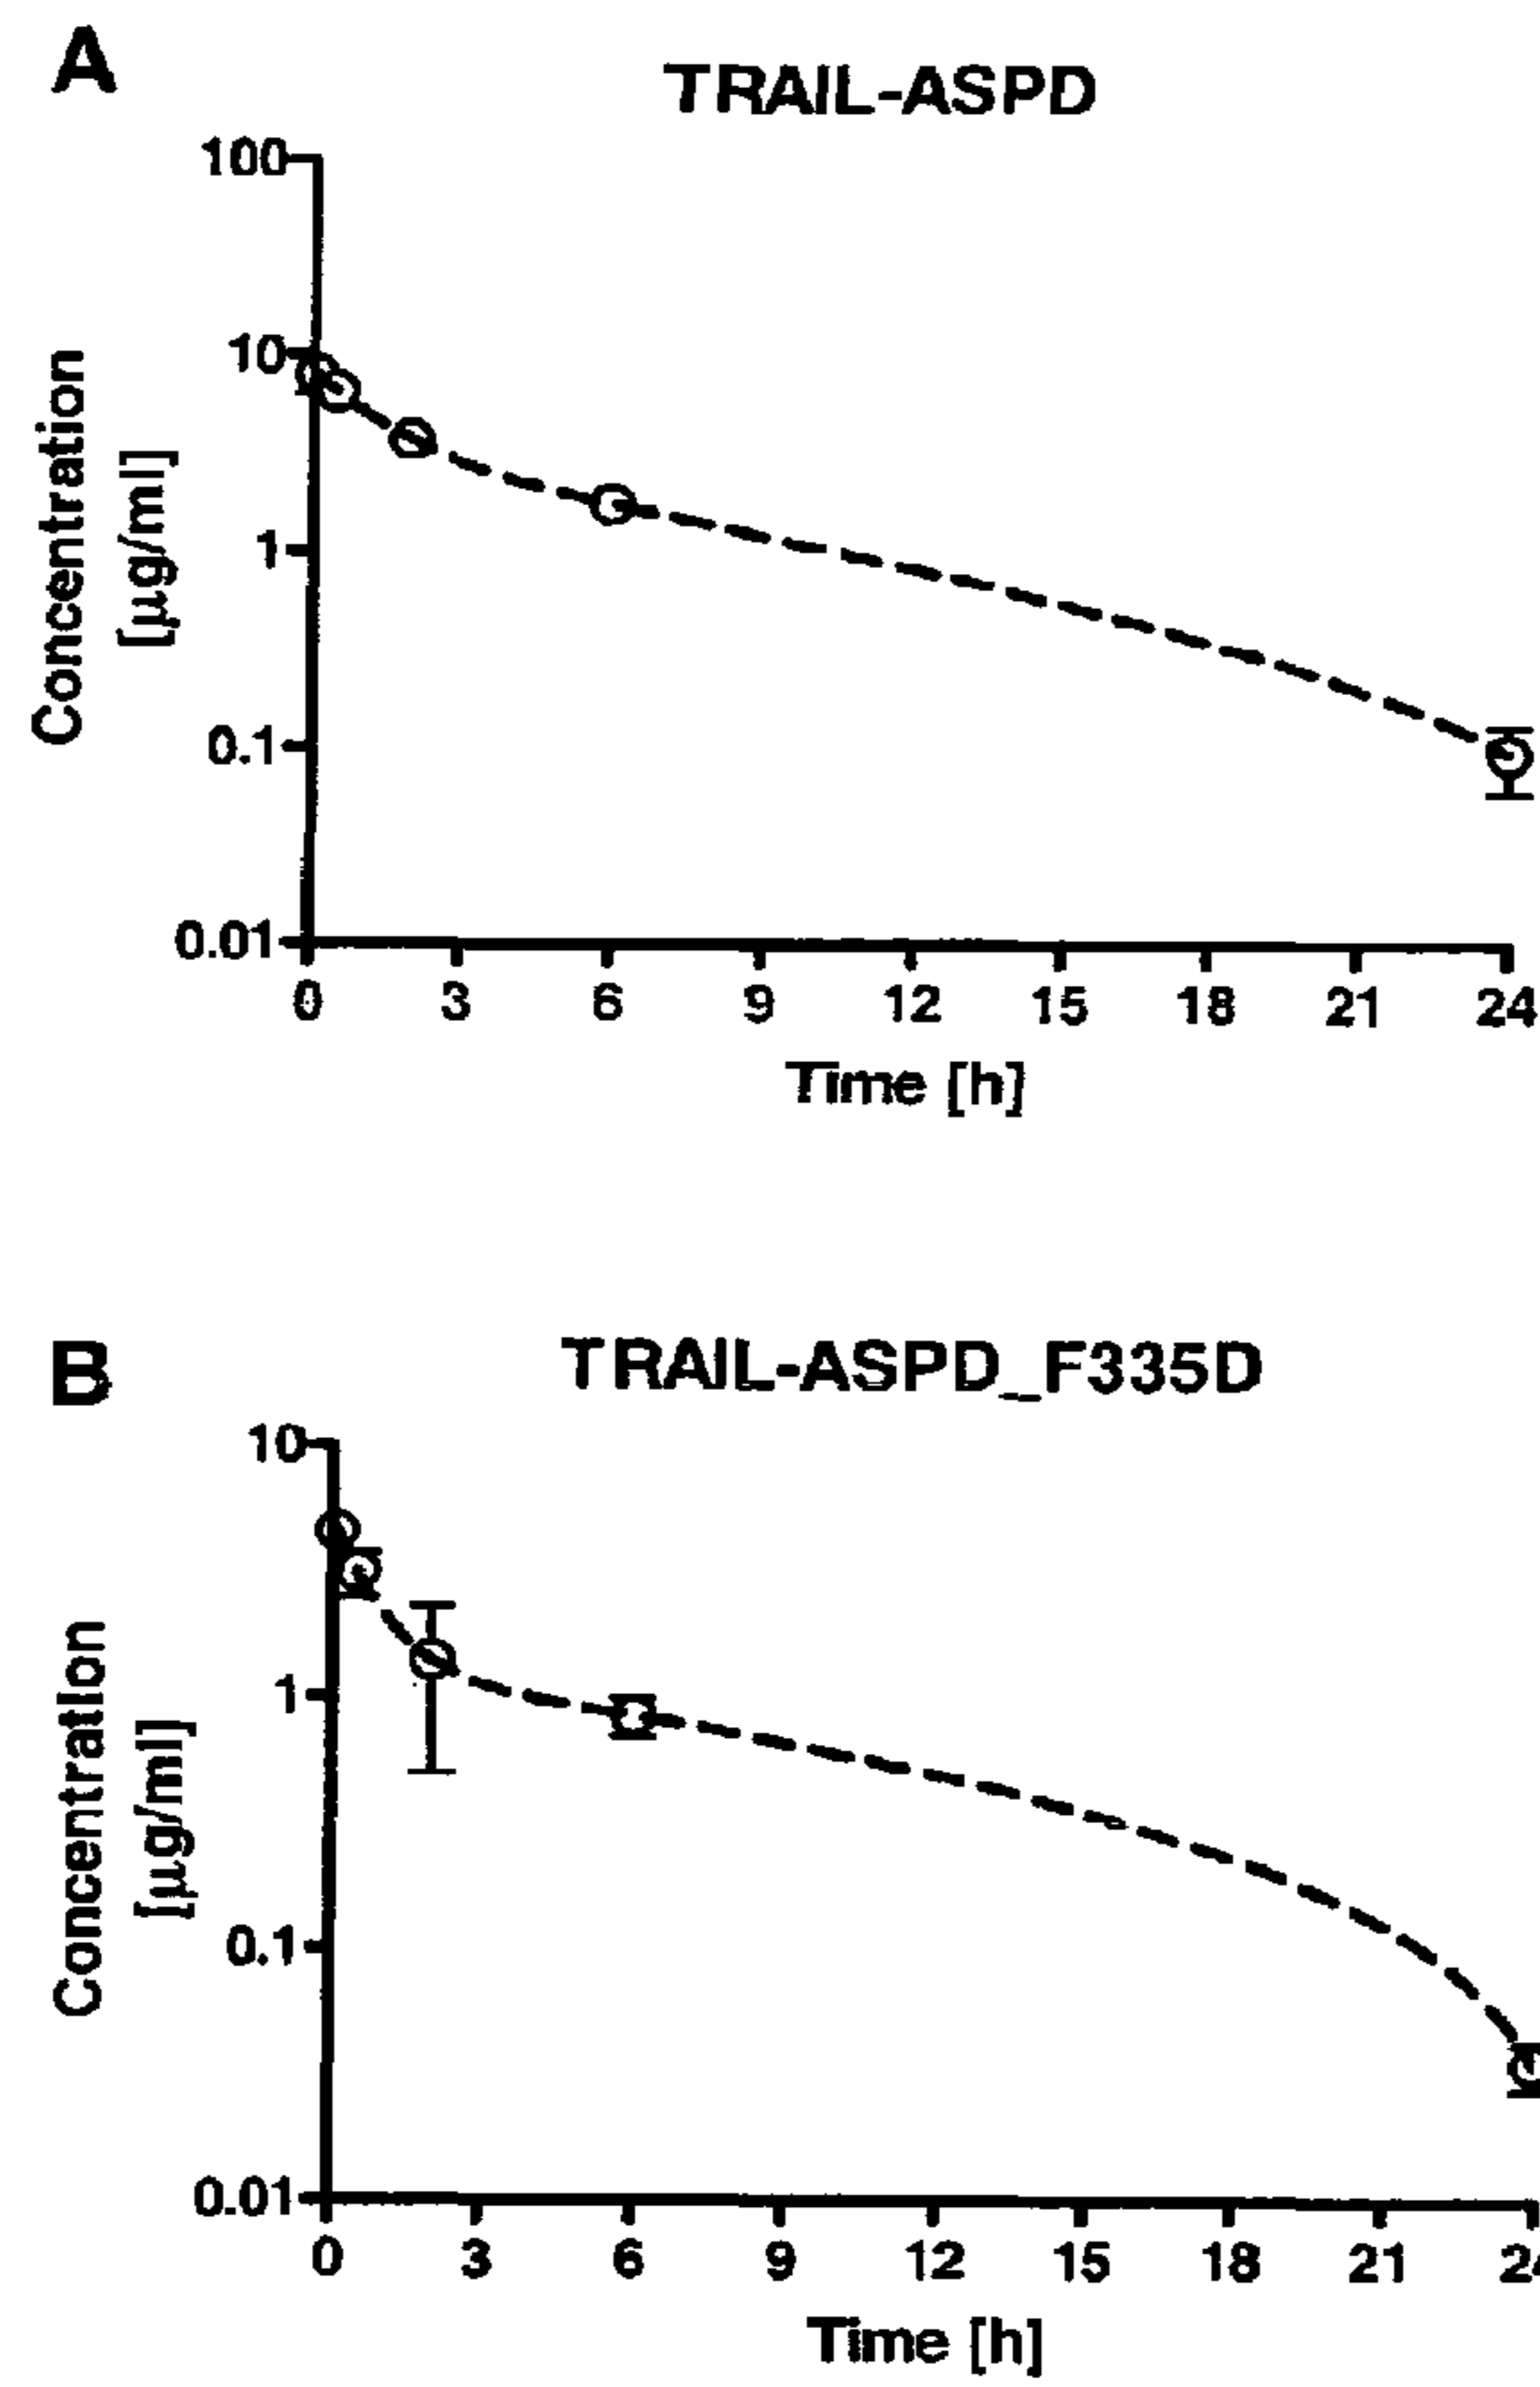 A
TRAIL-ASPD
100
10
1
0.1
0.01
Concentration
[µg/ml]
0 3 6 9 12 15 18 21 24
Time [h]
B
TRAIL-ASPD_F335D
10
1
0.1
0.01
Concentration
[µg/ml]
0 3 6 9 12 15 18 21 2
Time [h]